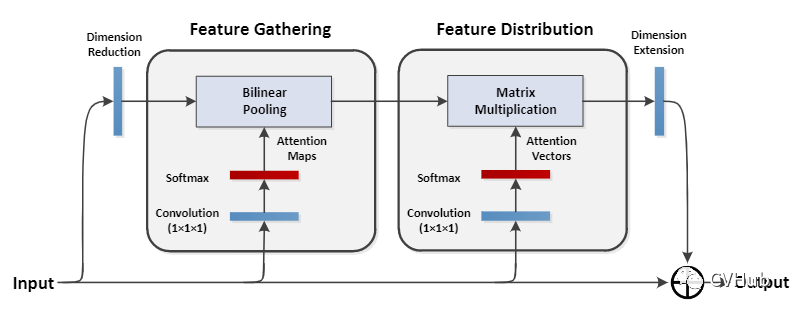 Feature Gathering
Feature Distribution
Dimension
Reduction
Dimension
Extension
Bilinear
Pooling
Matrix
Multiplication
Attention
Maps
Attention
Vectors
Softmax
Softmax
Convolution
(1×1×1)
Convolution
(1×1×1)
Input
Output
CVHub